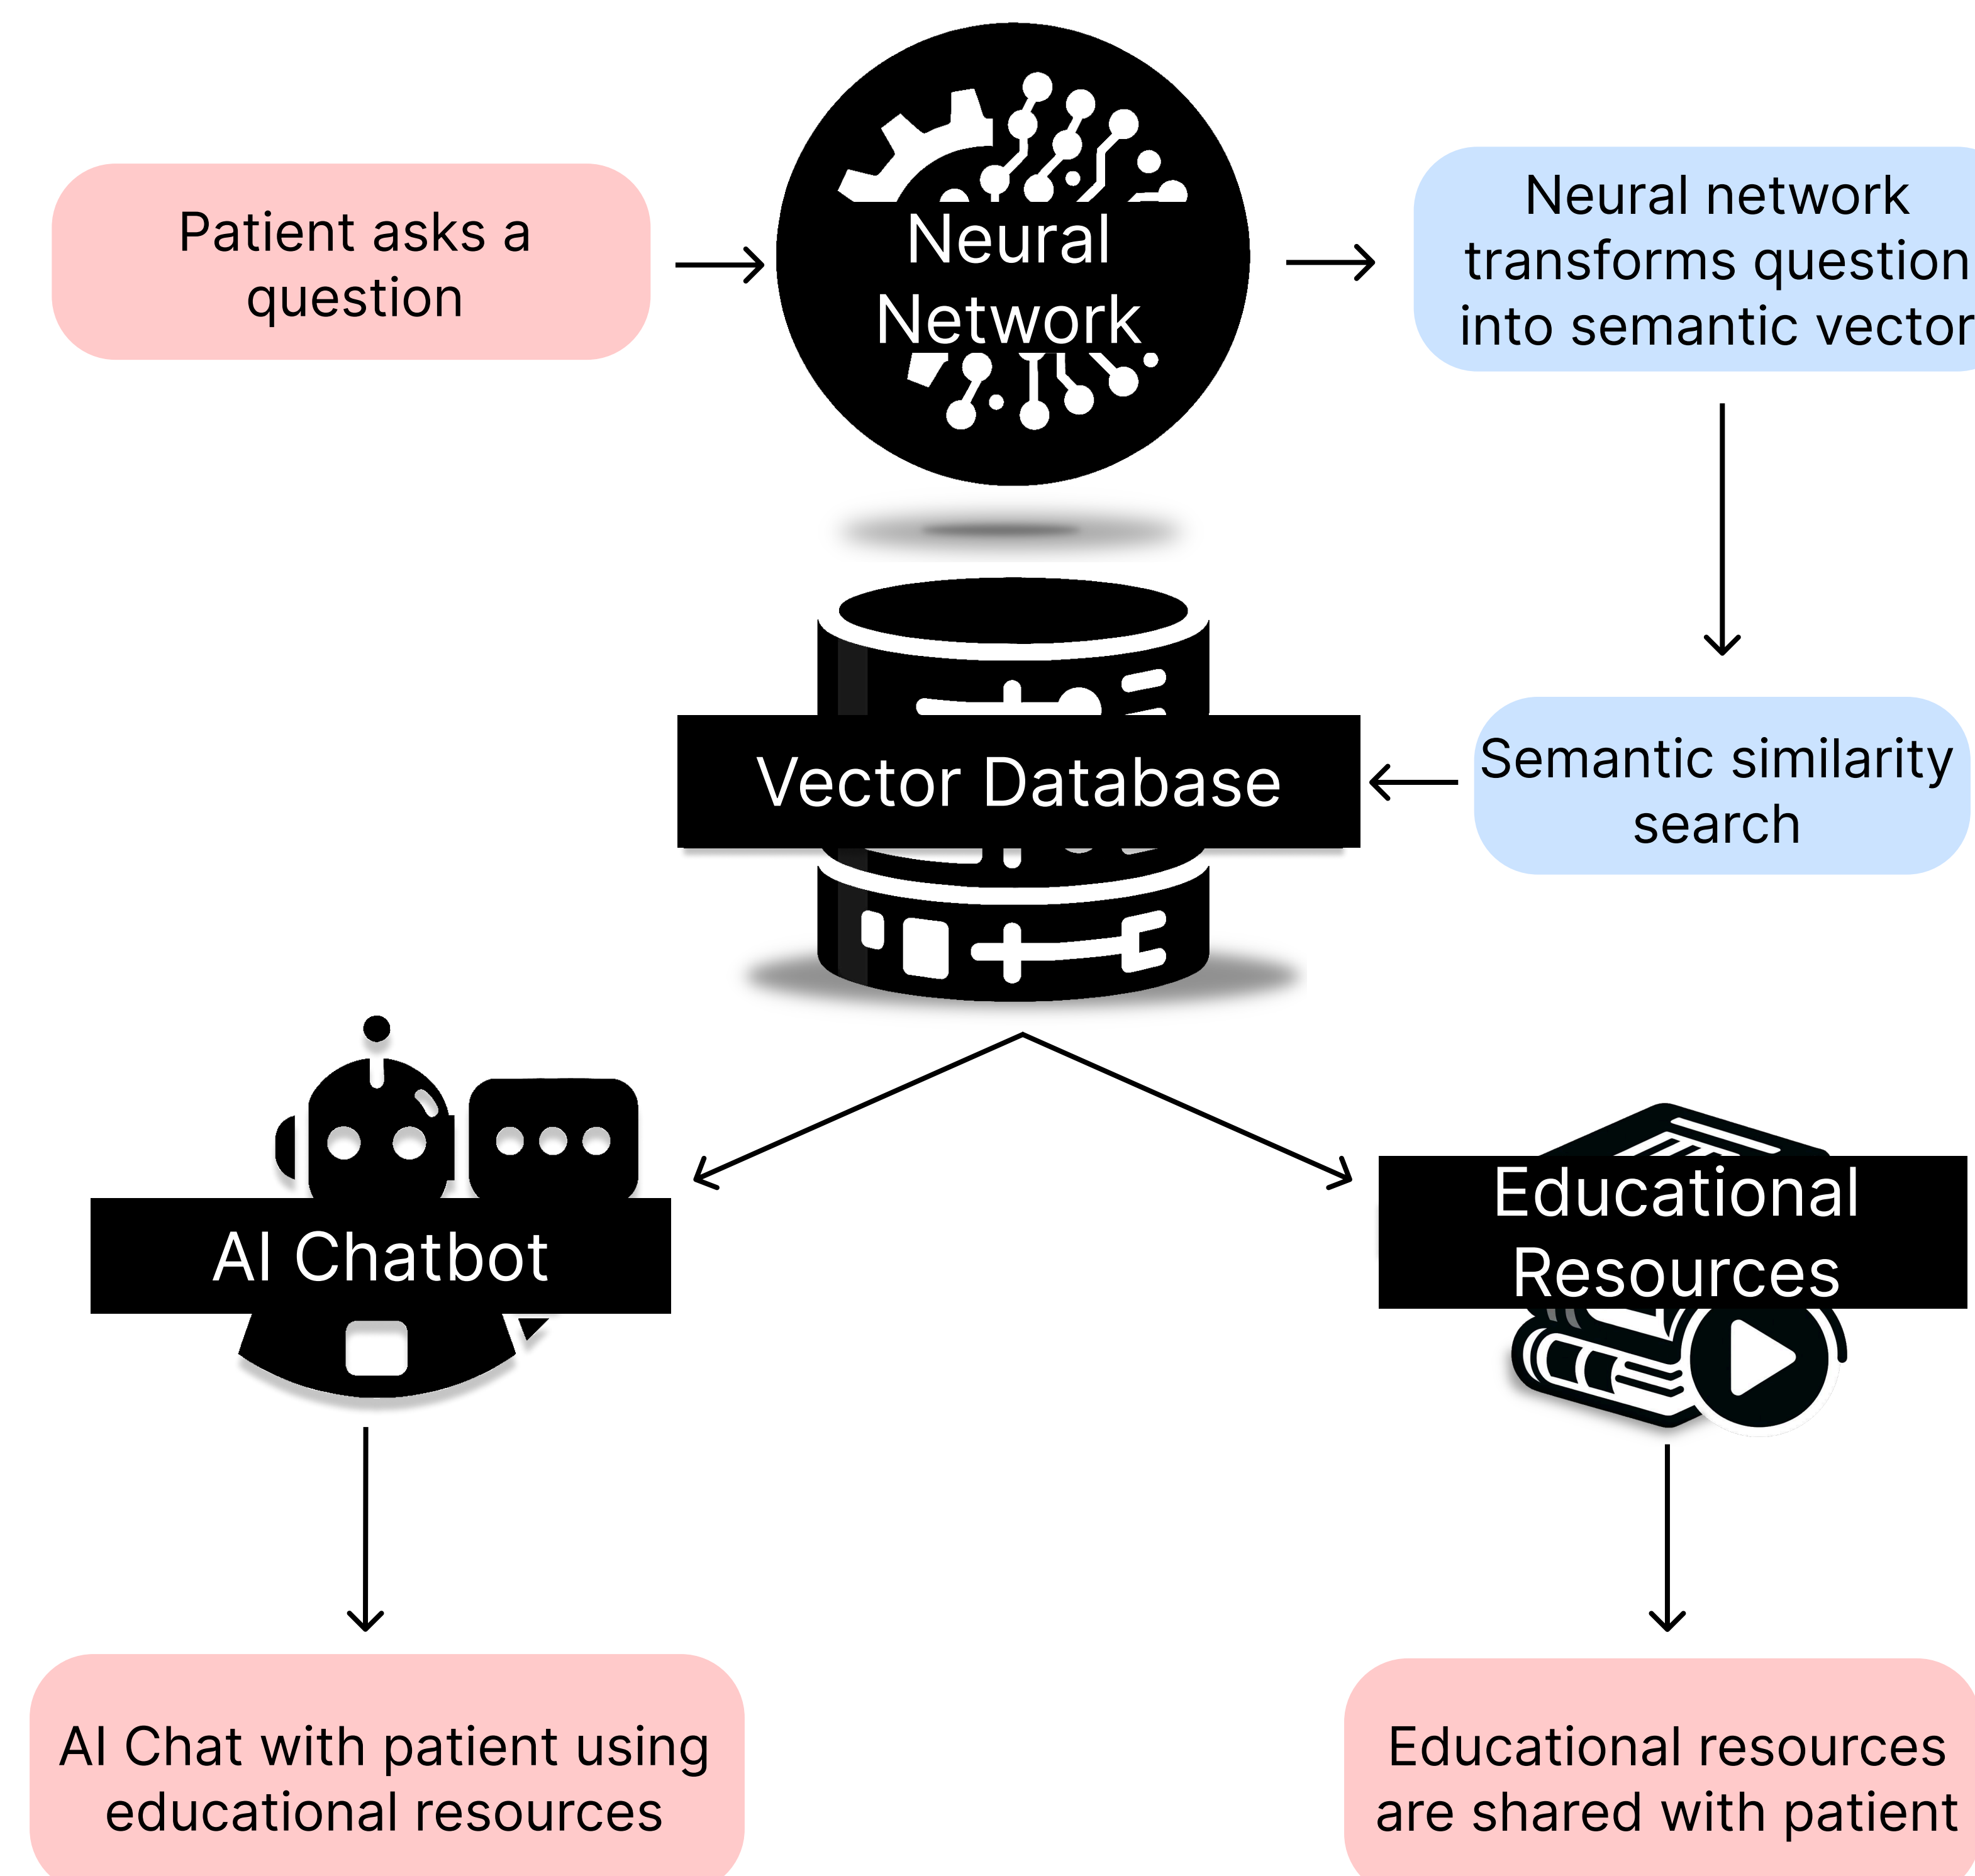 Patient asks a
question
Neural
Network
Neural network
transforms question
into semantic vector
Vector Database
Semantic similarity
search
AI Chatbot
Educational
Resources
AI Chat with patient using
educational resources
Educational resources
are shared with patient